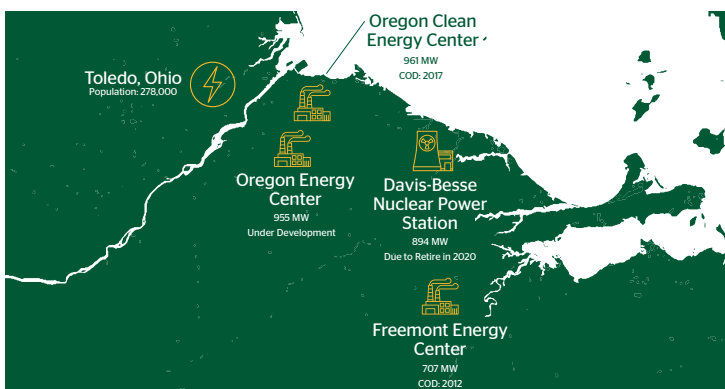 Oregon Clean
Energy Center
961 MW
COD: 2017
Toledo, Ohio
Population: 278,000
Oregon Energy
Center
955 MW
Under Development
Davis-Besse
Nuclear Power
Station
894 MW
Due to Retire in 2020
Freemont Energy
Center
707 MW
COD: 2012